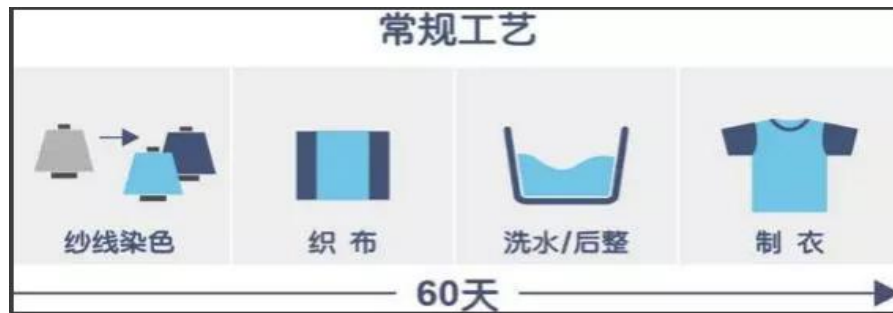 常规工艺
纱线染色
织 布
洗水/后整
制 衣
60天